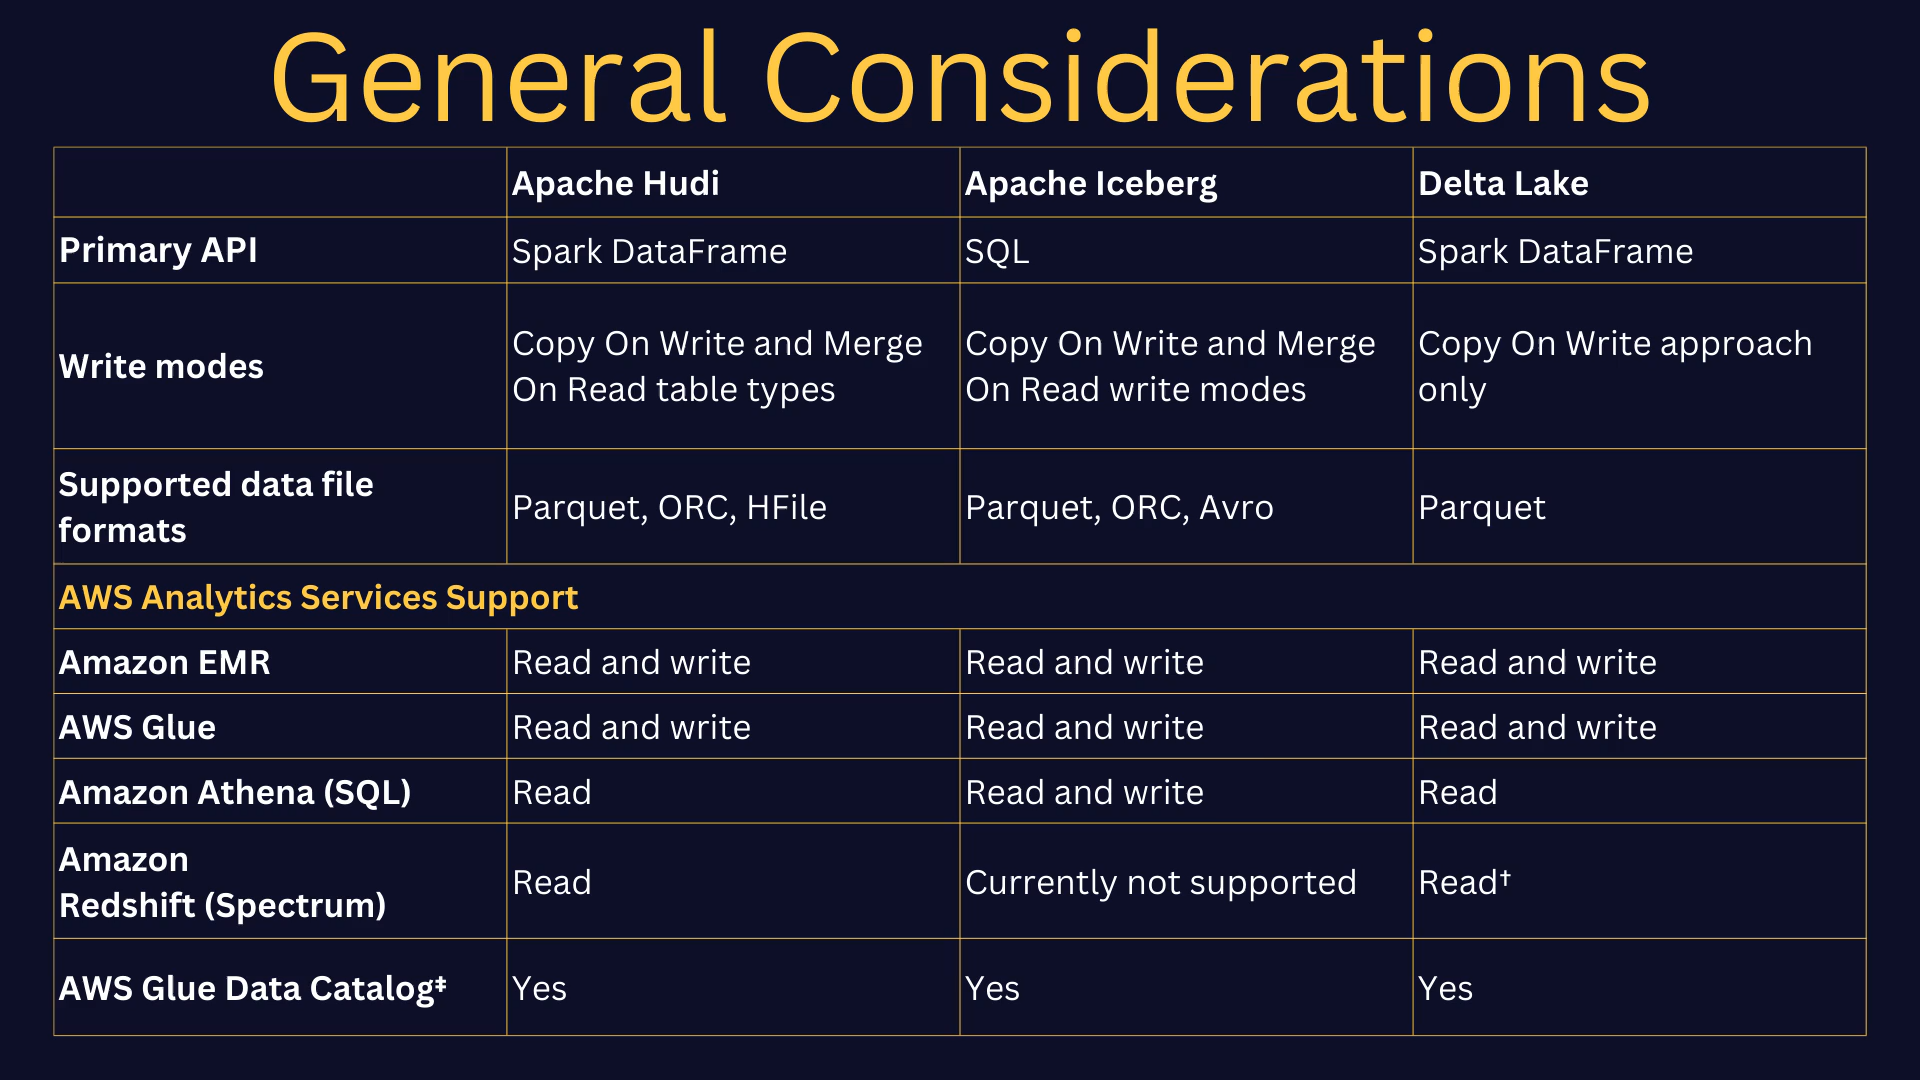 General Considerations
Apache Hudi
Apache Iceberg
Delta Lake
Primary API
Spark DataFrame
SQL
Spark DataFrame
Write modes
Copy On Write and Merge
On Read table types
Copy On Write and Merge
On Read write modes
Copy On Write approach
only
Supported data file
formats
Parquet, ORC, HFile
Parquet, ORC, Avro
Parquet
AWS Analytics Services Support
Amazon EMR
Read and write
Read and write
Read and write
AWS Glue
Read and write
Read and write
Read and write
Amazon Athena (SQL)
Read
Read and write
Read
Amazon
Redshift (Spectrum)
Read
Currently not supported
Read†
AWS Glue Data Catalog‡
Yes
Yes
Yes